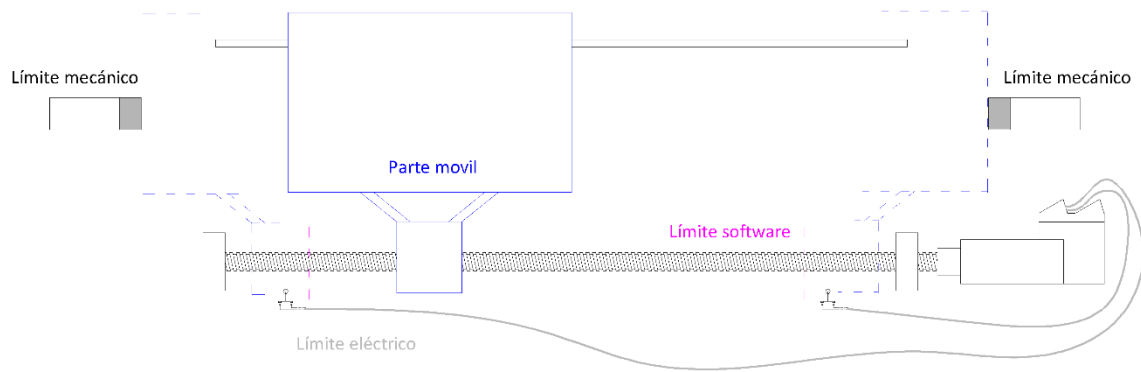 Límite mecánico
Límite mecánico
Parte movil
Límite software
Límite eléctrico